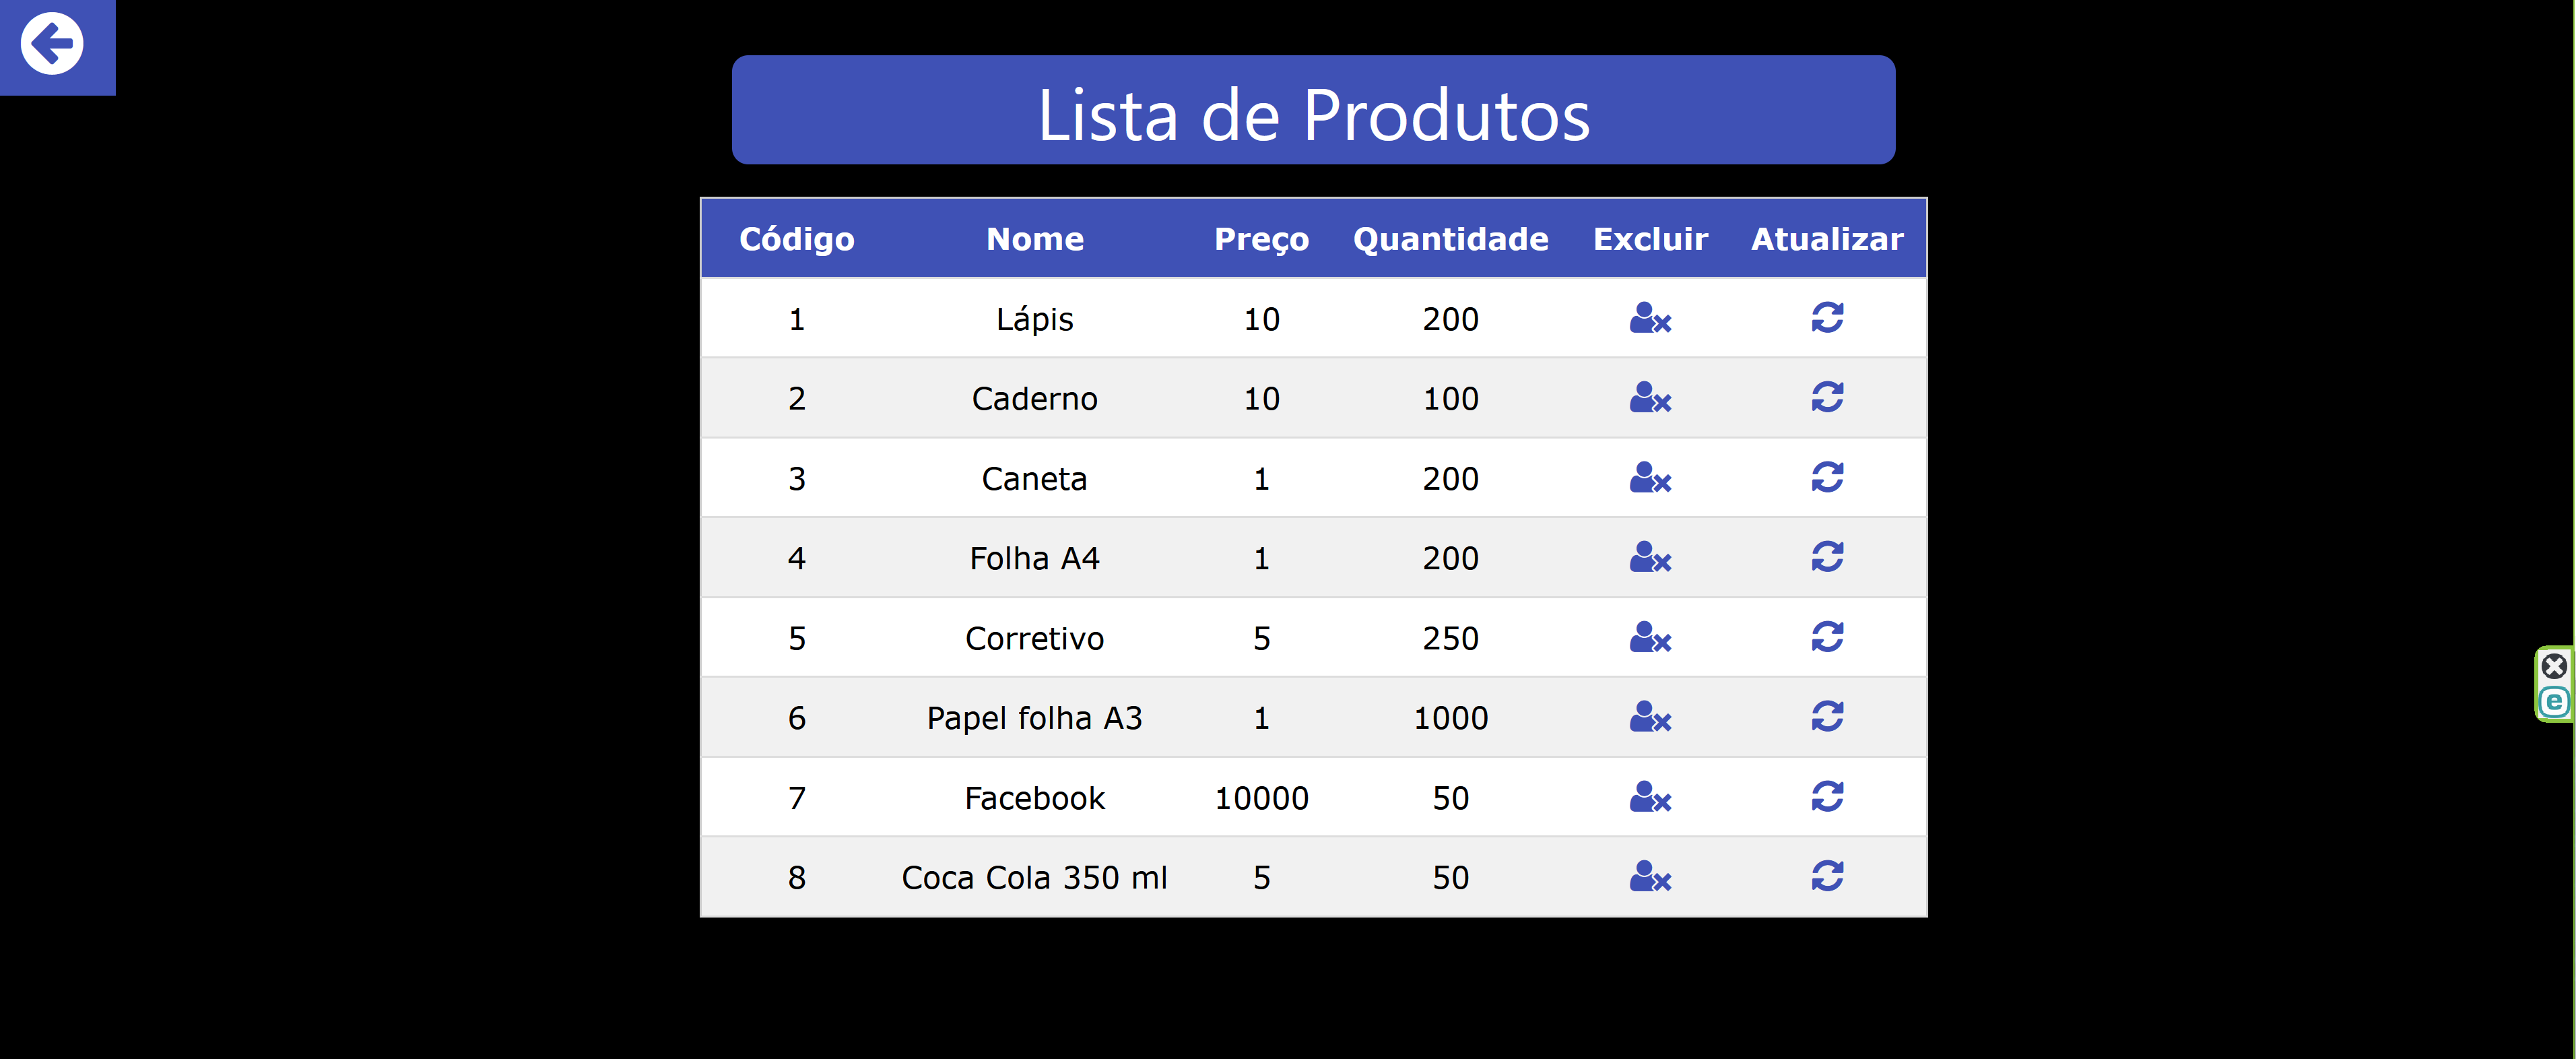 Lista de Produtos
Código Nome Preço Quantidade Excluir Atualizar
1 Lápis 10 200
2 Caderno 10 100
3 Caneta 1 200
4 Folha A4 1 200
5 Corretivo 5 250
6 Papel folha A3 1 1000
7 Facebook 10000 50
8 Coca Cola 350 ml 5 50
e